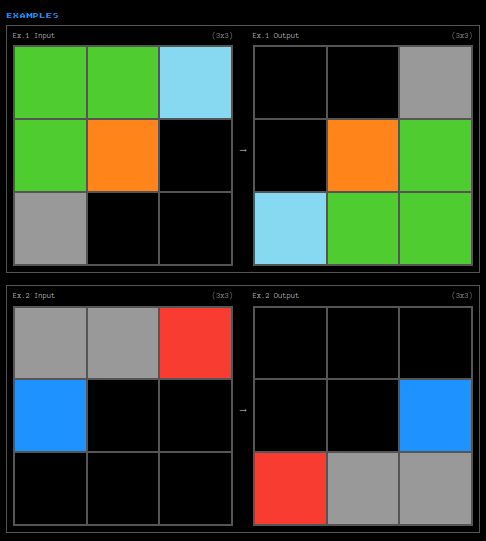 EXAMPLES
Ex.1 Input (3x3) Ex.1 Output (3x3)
→
Ex.2 Input (3x3) Ex.2 Output (3x3)
→